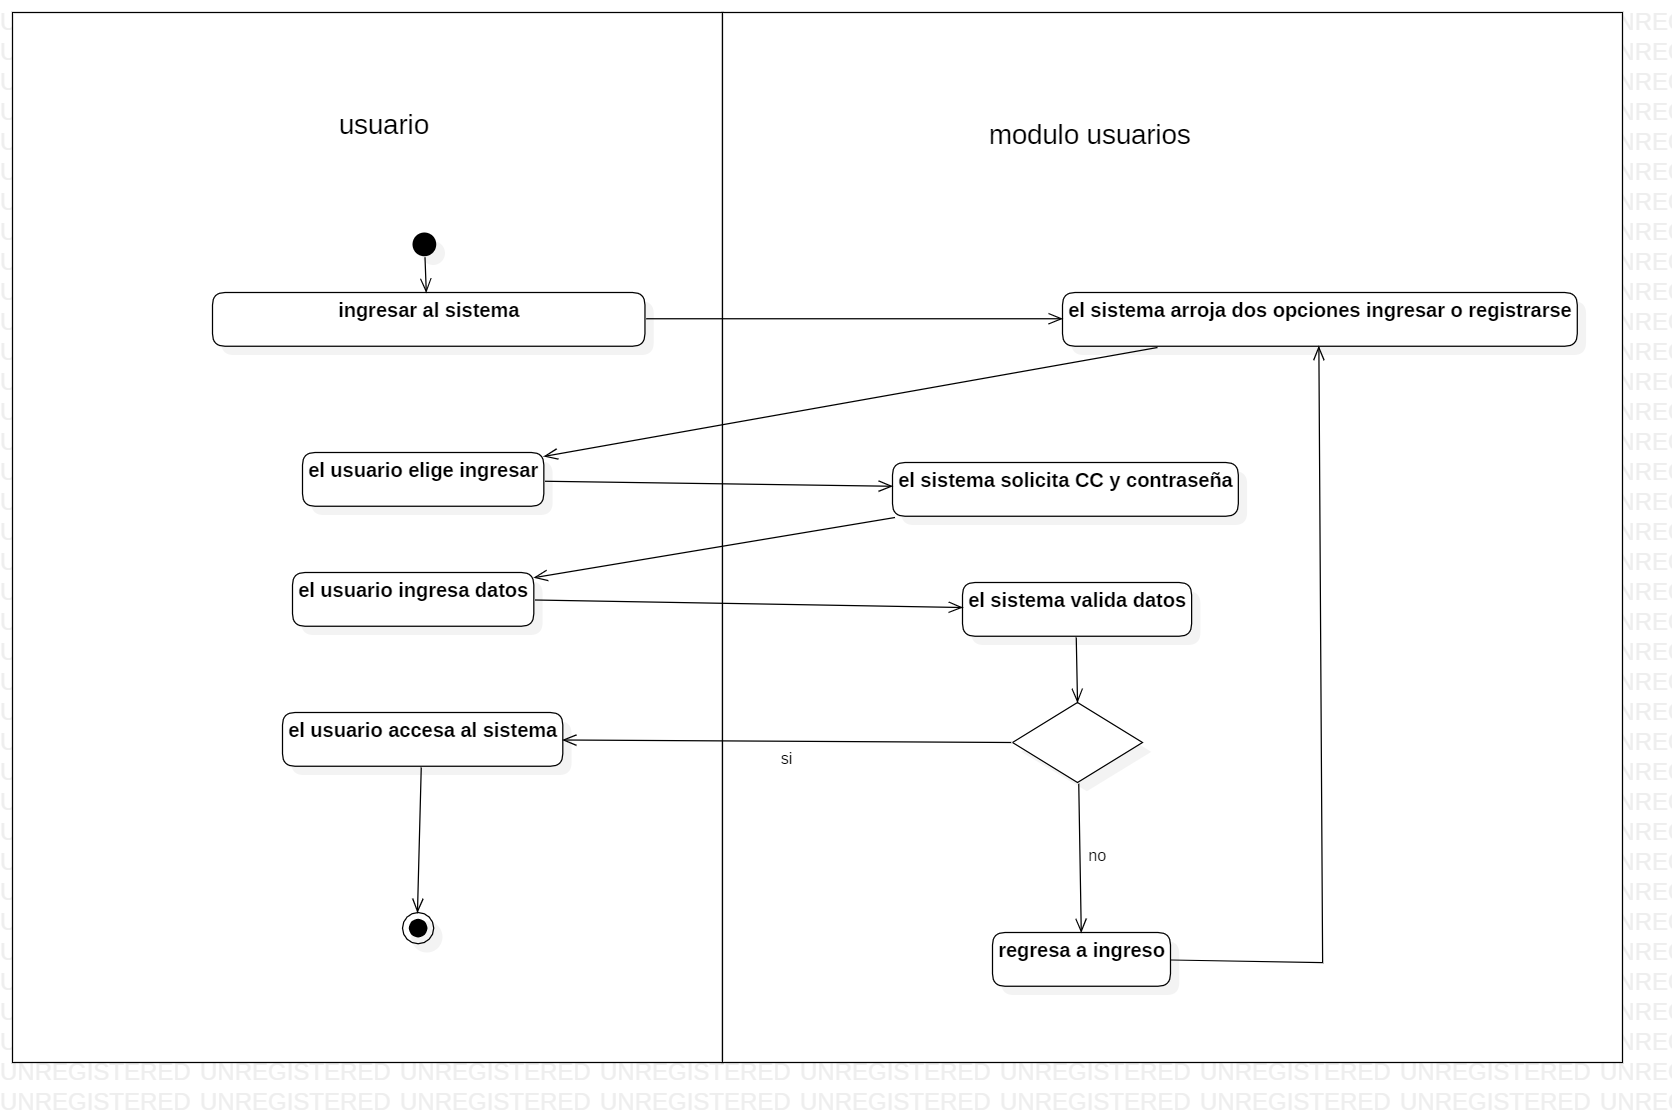 usuario
modulo usuarios
ingresar al sistema
el sistema arroja dos opciones ingresar o registrarse
el usuario elige ingresar
el sistema solicita CC y contraseña
el usuario ingresa datos
el sistema valida datos
el usuario accesa al sistema
si
no
regresa a ingreso
UNREGISTERED UNREGISTERED UNREGISTERED UNREGISTERED UNREGISTERED UNREGISTERED UNREGISTERED UNREGISTERED
UNREGISTERED UNREGISTERED UNREGISTERED UNREGISTERED UNREGISTERED UNREGISTERED UNREGISTERED UNREGISTERED